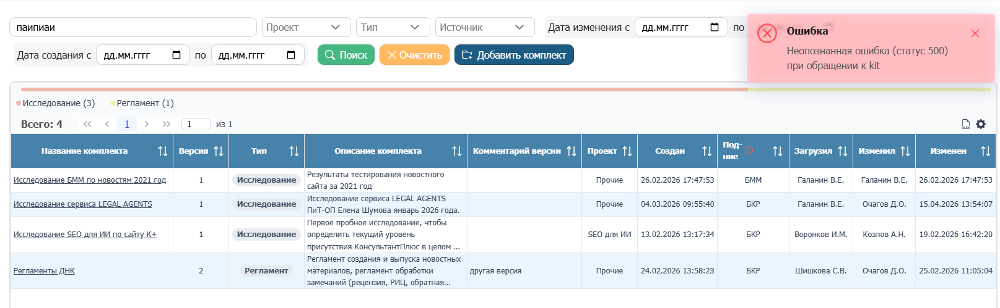 паипиаи
Проект
Тип
Источник
Дата изменения с дд.мм.гггг по
Ошибка
Неопознанная ошибка (статус 500)
при обращении к kit
Дата создания с дд.мм.гггг по дд.мм.гггг
Поиск
Очистить
Добавить комплект
Исследование (3) Регламент (1)
Всего: 4 << < 1 > >> 1 из 1
XLSX
Название комплекта Версия Тип Описание комплекта Комментарий версии Проект Создан Под-
ние Загрузил Изменил Изменен
Исследование БММ по новостям 2021 год 1 Исследование Результаты тестирования новостного
сайта за 2021 год Прочие 26.02.2026 17:47:53 БММ Галанин В.Е. Галанин В.Е. 26.02.2026 17:47:53
Исследование сервиса LEGAL AGENTS 1 Исследование Исследование сервиса LEGAL AGENTS
ПиТ-ОП Елена Шумова январь 2026 года. Прочие 04.03.2026 09:55:40 БКР Галанин В.Е. Очагов Д.О. 15.04.2026 13:54:07
Исследование SEO для ИИ по сайту К+ 1 Исследование Первое пробное исследование, чтобы
определить текущий уровень
присутствия КонсультантПлюс в целом ... SEO для ИИ 13.02.2026 13:17:34 БКР Воронков И.М. Козлов А.Н. 19.02.2026 16:42:20
Регламенты ДНК 2 Регламент Регламент создания и выпуска новостных
материалов, регламент обработки
замечаний (рецензия, РИЦ, обратная... другая версия Прочие 24.02.2026 13:58:23 БКР Шишкова С.В. Очагов Д.О. 25.02.2026 11:05:04